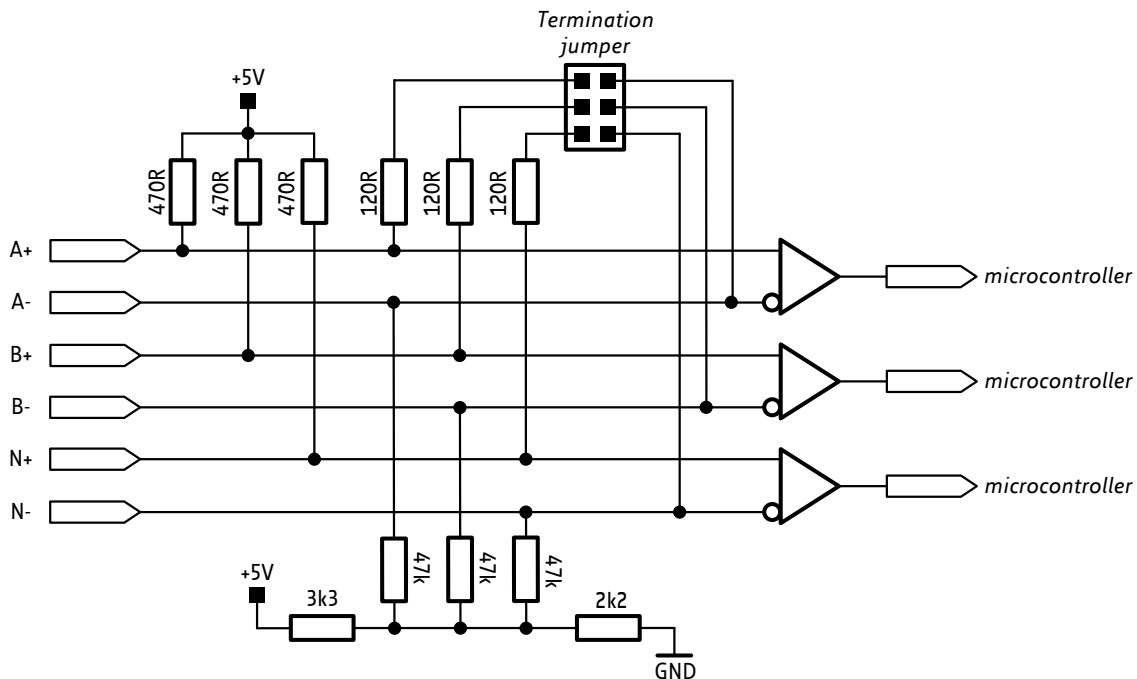 Termination
jumper
+5V
470R
470R
470R
120R
120R
120R
A+
microcontroller
A-
B+
microcontroller
B-
N+
microcontroller
N-
47k
47k
47k
+5V
3k3
2k2
GND